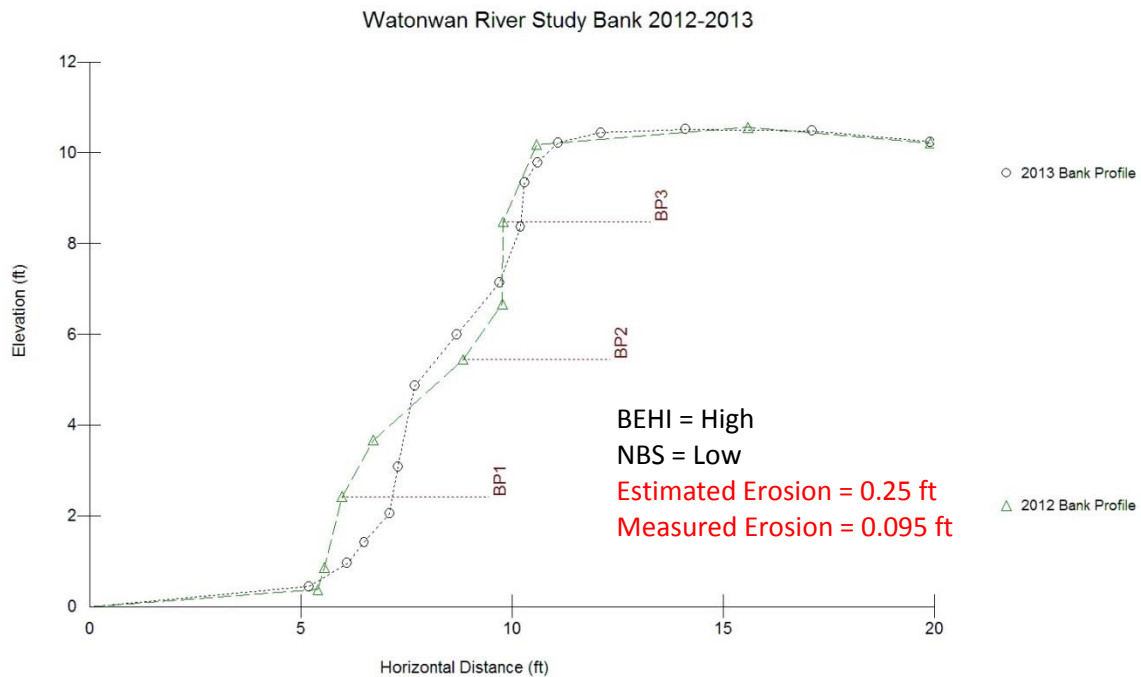 Watonwan River Study Bank 2012-2013
12
10
8
6
4
2
0
Elevation (ft)
BP3
BP2
BP1
BEHI = High
NBS = Low
Estimated Erosion = 0.25 ft
Measured Erosion = 0.095 ft
2013 Bank Profile
2012 Bank Profile
0 5 10 15 20
Horizontal Distance (ft)